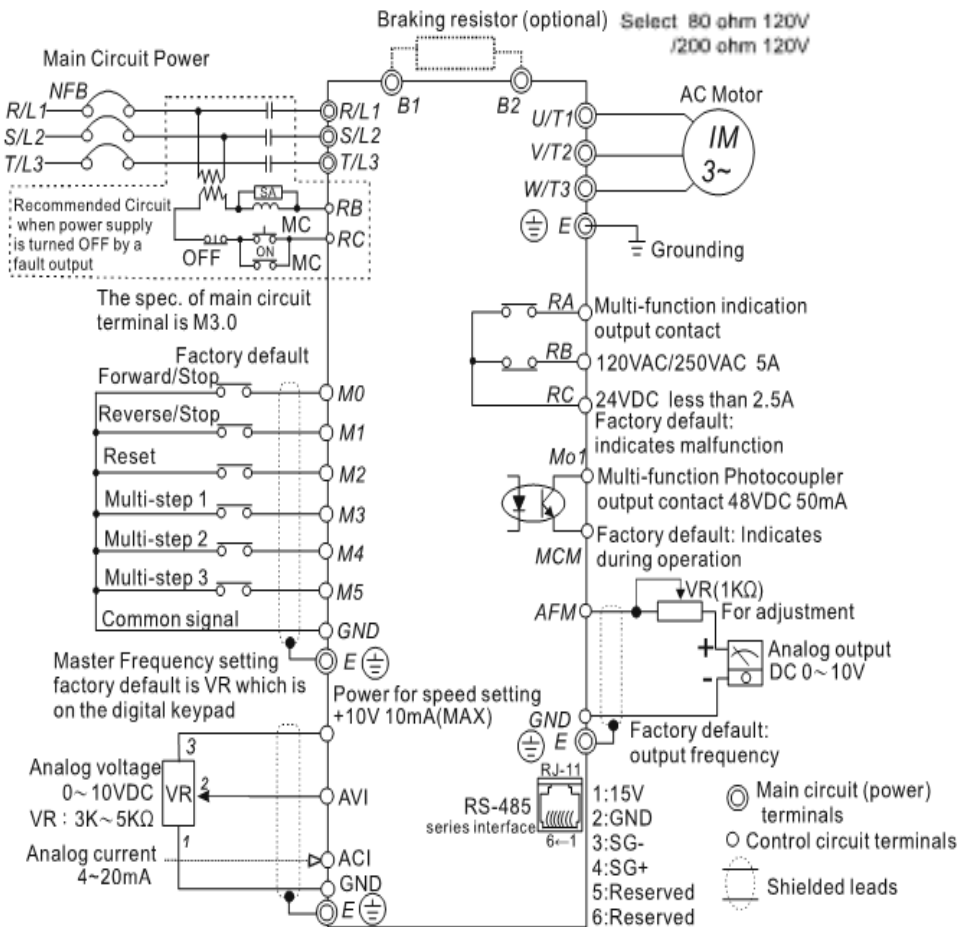 Braking resistor (optional)
Select 80 ohm 120V
/200 ohm 120V
Main Circuit Power
NFB
R/L1
S/L2
T/L3
R/L1
S/L2
T/L3
B1
B2
AC Motor
U/T1
V/T2
W/T3
IM
3~
E
Grounding
Recommended Circuit
when power supply
is turned OFF by a
fault output
SA
MC
RB
RC
OFF
ON
MC
The spec. of main circuit
terminal is M3.0
Factory default
Forward/Stop
M0
Reverse/Stop
M1
Reset
M2
Multi-step 1
M3
Multi-step 2
M4
Multi-step 3
M5
Common signal
GND
E
RA
Multi-function indication
output contact
RB
120VAC/250VAC 5A
RC
24VDC less than 2.5A
Factory default:
indicates malfunction
Mo1
Multi-function Photocoupler
output contact 48VDC 50mA
MCM
Factory default: Indicates
during operation
AFM
VR(1KΩ)
For adjustment
+
-
Analog output
DC 0~10V
GND
E
Factory default:
output frequency
Master Frequency setting
factory default is VR which is
on the digital keypad
Power for speed setting
+10V 10mA(MAX)
3
Analog voltage
0~10VDC
VR : 3K~5KΩ
VR
2
1
AVI
Analog current
4~20mA
ACI
GND
E
RJ-11
RS-485
series interface
6←1
1:15V
2:GND
3:SG-
4:SG+
5:Reserved
6:Reserved
Main circuit (power)
terminals
Control circuit terminals
Shielded leads